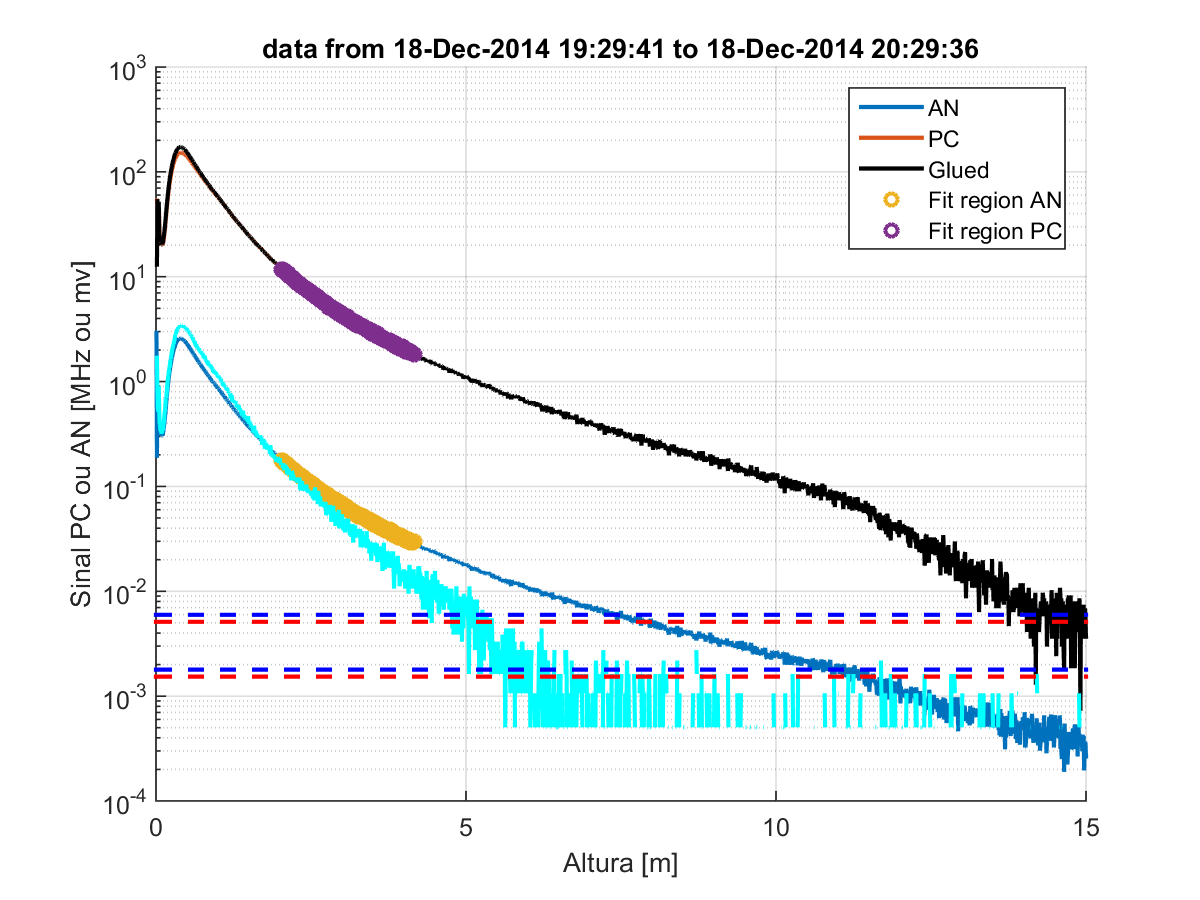 data from 18-Dec-2014 19:29:41 to 18-Dec-2014 20:29:36
10^3
10^2
10^1
10^0
10^-1
10^-2
10^-3
10^-4
Sinal PC ou AN [MHz ou mv]
AN
PC
Glued
Fit region AN
Fit region PC
0
5
10
15
Altura [m]